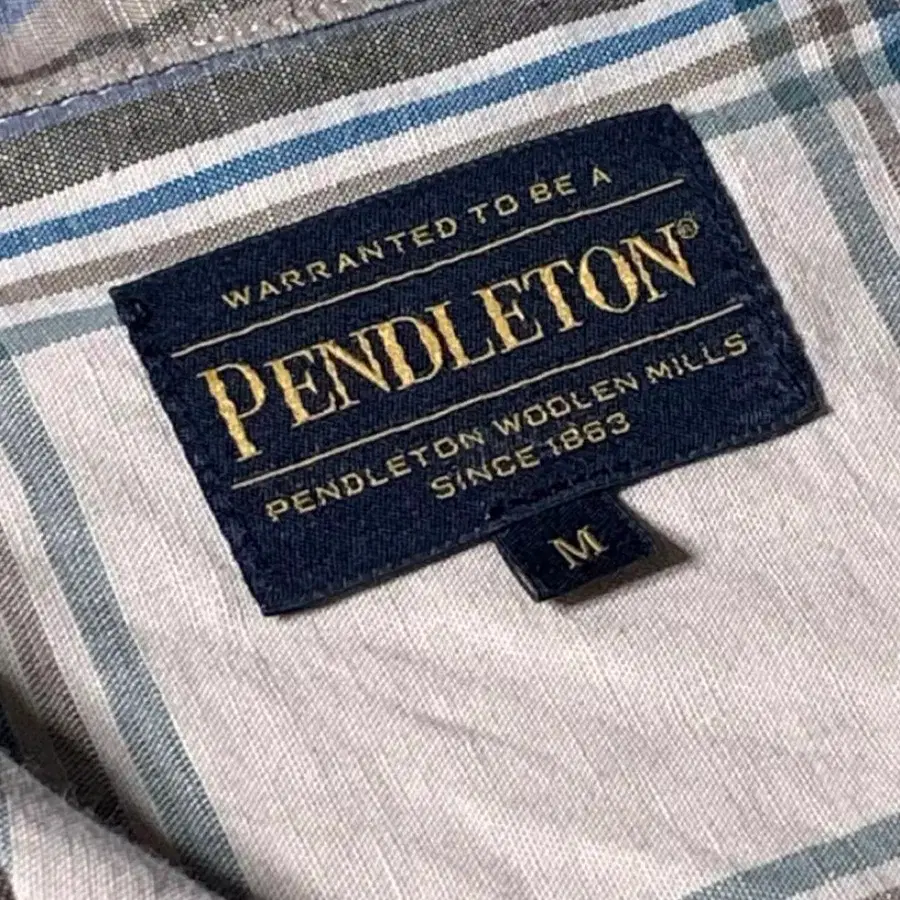 WARRANTED TO BE A
PENDLETON®
PENDLETON WOOLEN MILLS
SINCE 1863
M